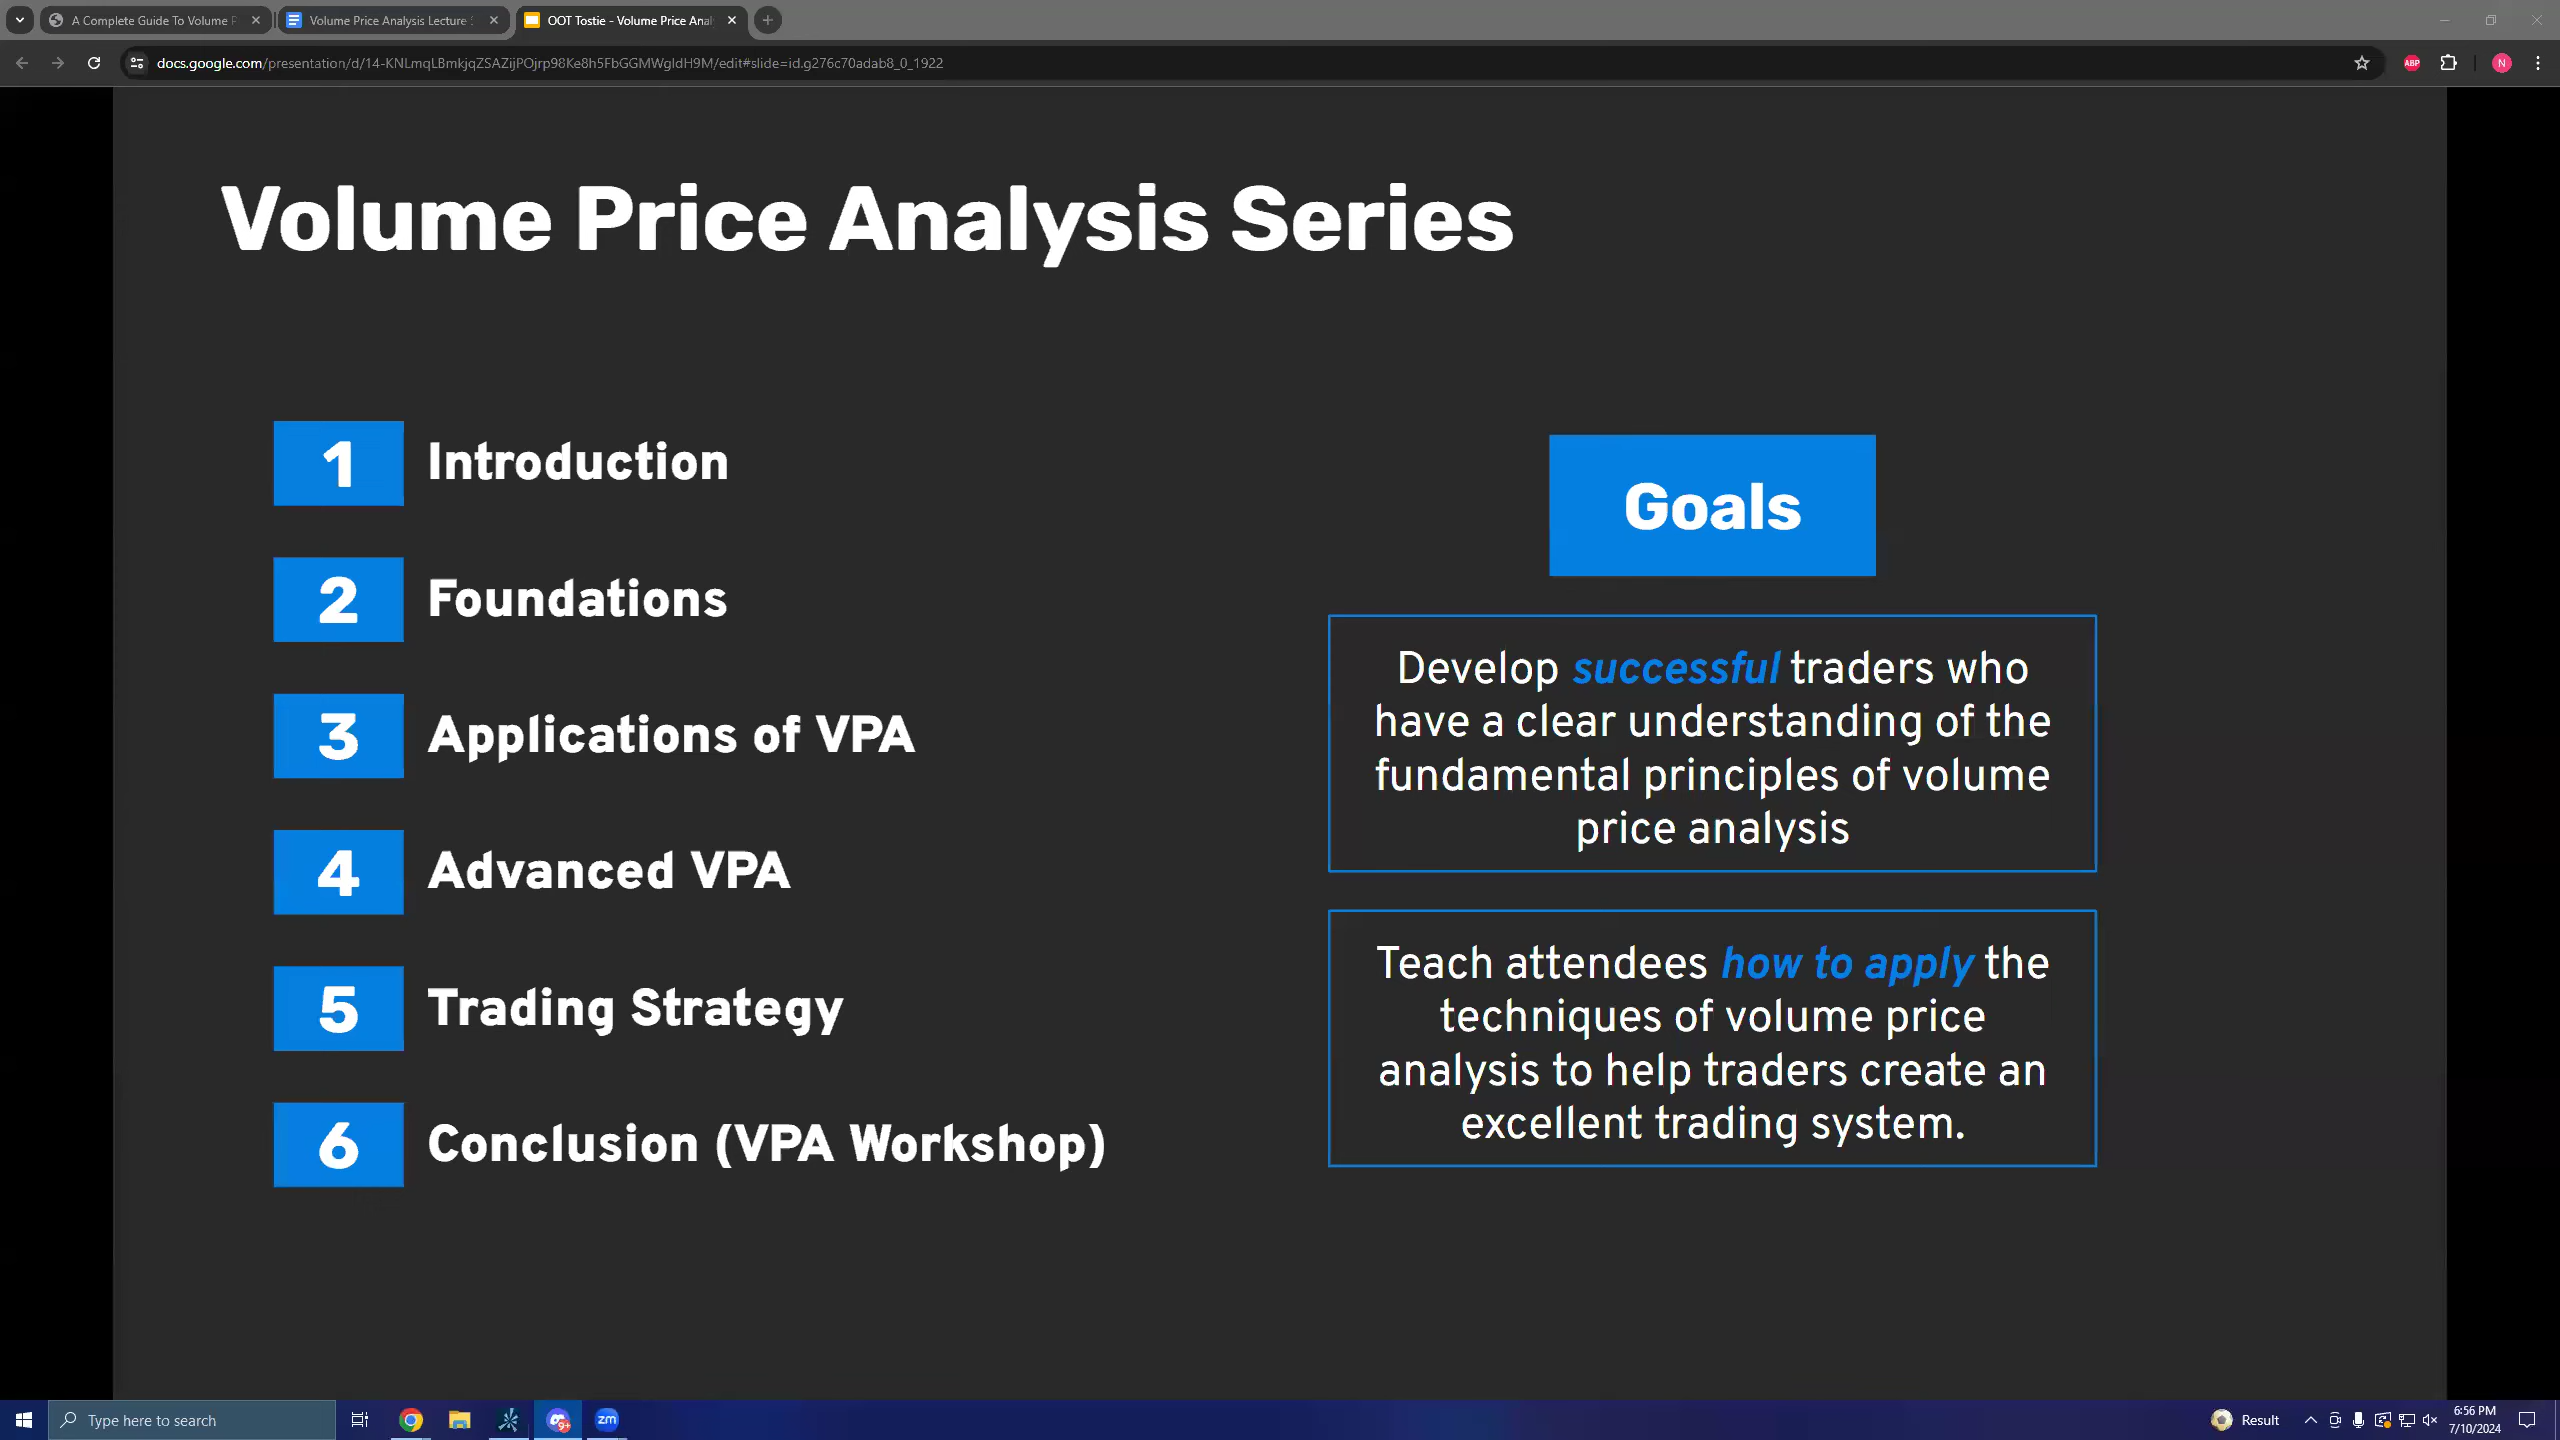 A Complete Guide To Volume P
Volume Price Analysis Lecture S
OOT Tostie - Volume Price Anal
docs.google.com/presentation/d/14-KNLmqLBmkjqZSAZijPOjrp98Ke8h5FbGGMWgldH9M/edit#slide=id.g276c70adab8_0_1922
ABP
N
Volume Price Analysis Series
1 Introduction
2 Foundations
3 Applications of VPA
4 Advanced VPA
5 Trading Strategy
6 Conclusion (VPA Workshop)
Goals
Develop successful traders who
have a clear understanding of the
fundamental principles of volume
price analysis
Teach attendees how to apply the
techniques of volume price
analysis to help traders create an
excellent trading system.
Type here to search
9+
zm
Result
6:56 PM
7/10/2024